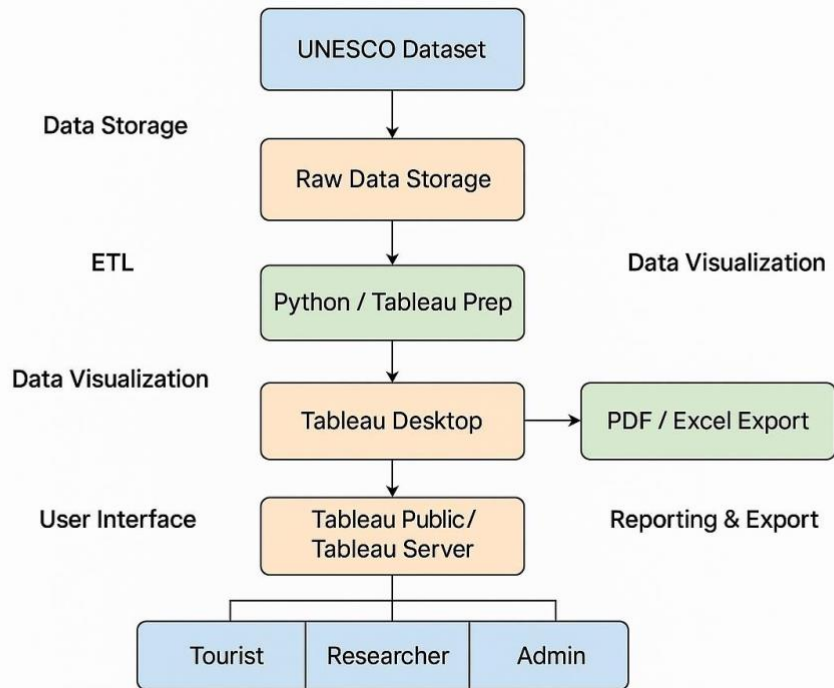 UNESCO Dataset
Data Storage
Raw Data Storage
ETL
Data Visualization
Python / Tableau Prep
Data Visualization
Tableau Desktop
PDF / Excel Export
User Interface
Tableau Public/
Tableau Server
Reporting & Export
Tourist
Researcher
Admin